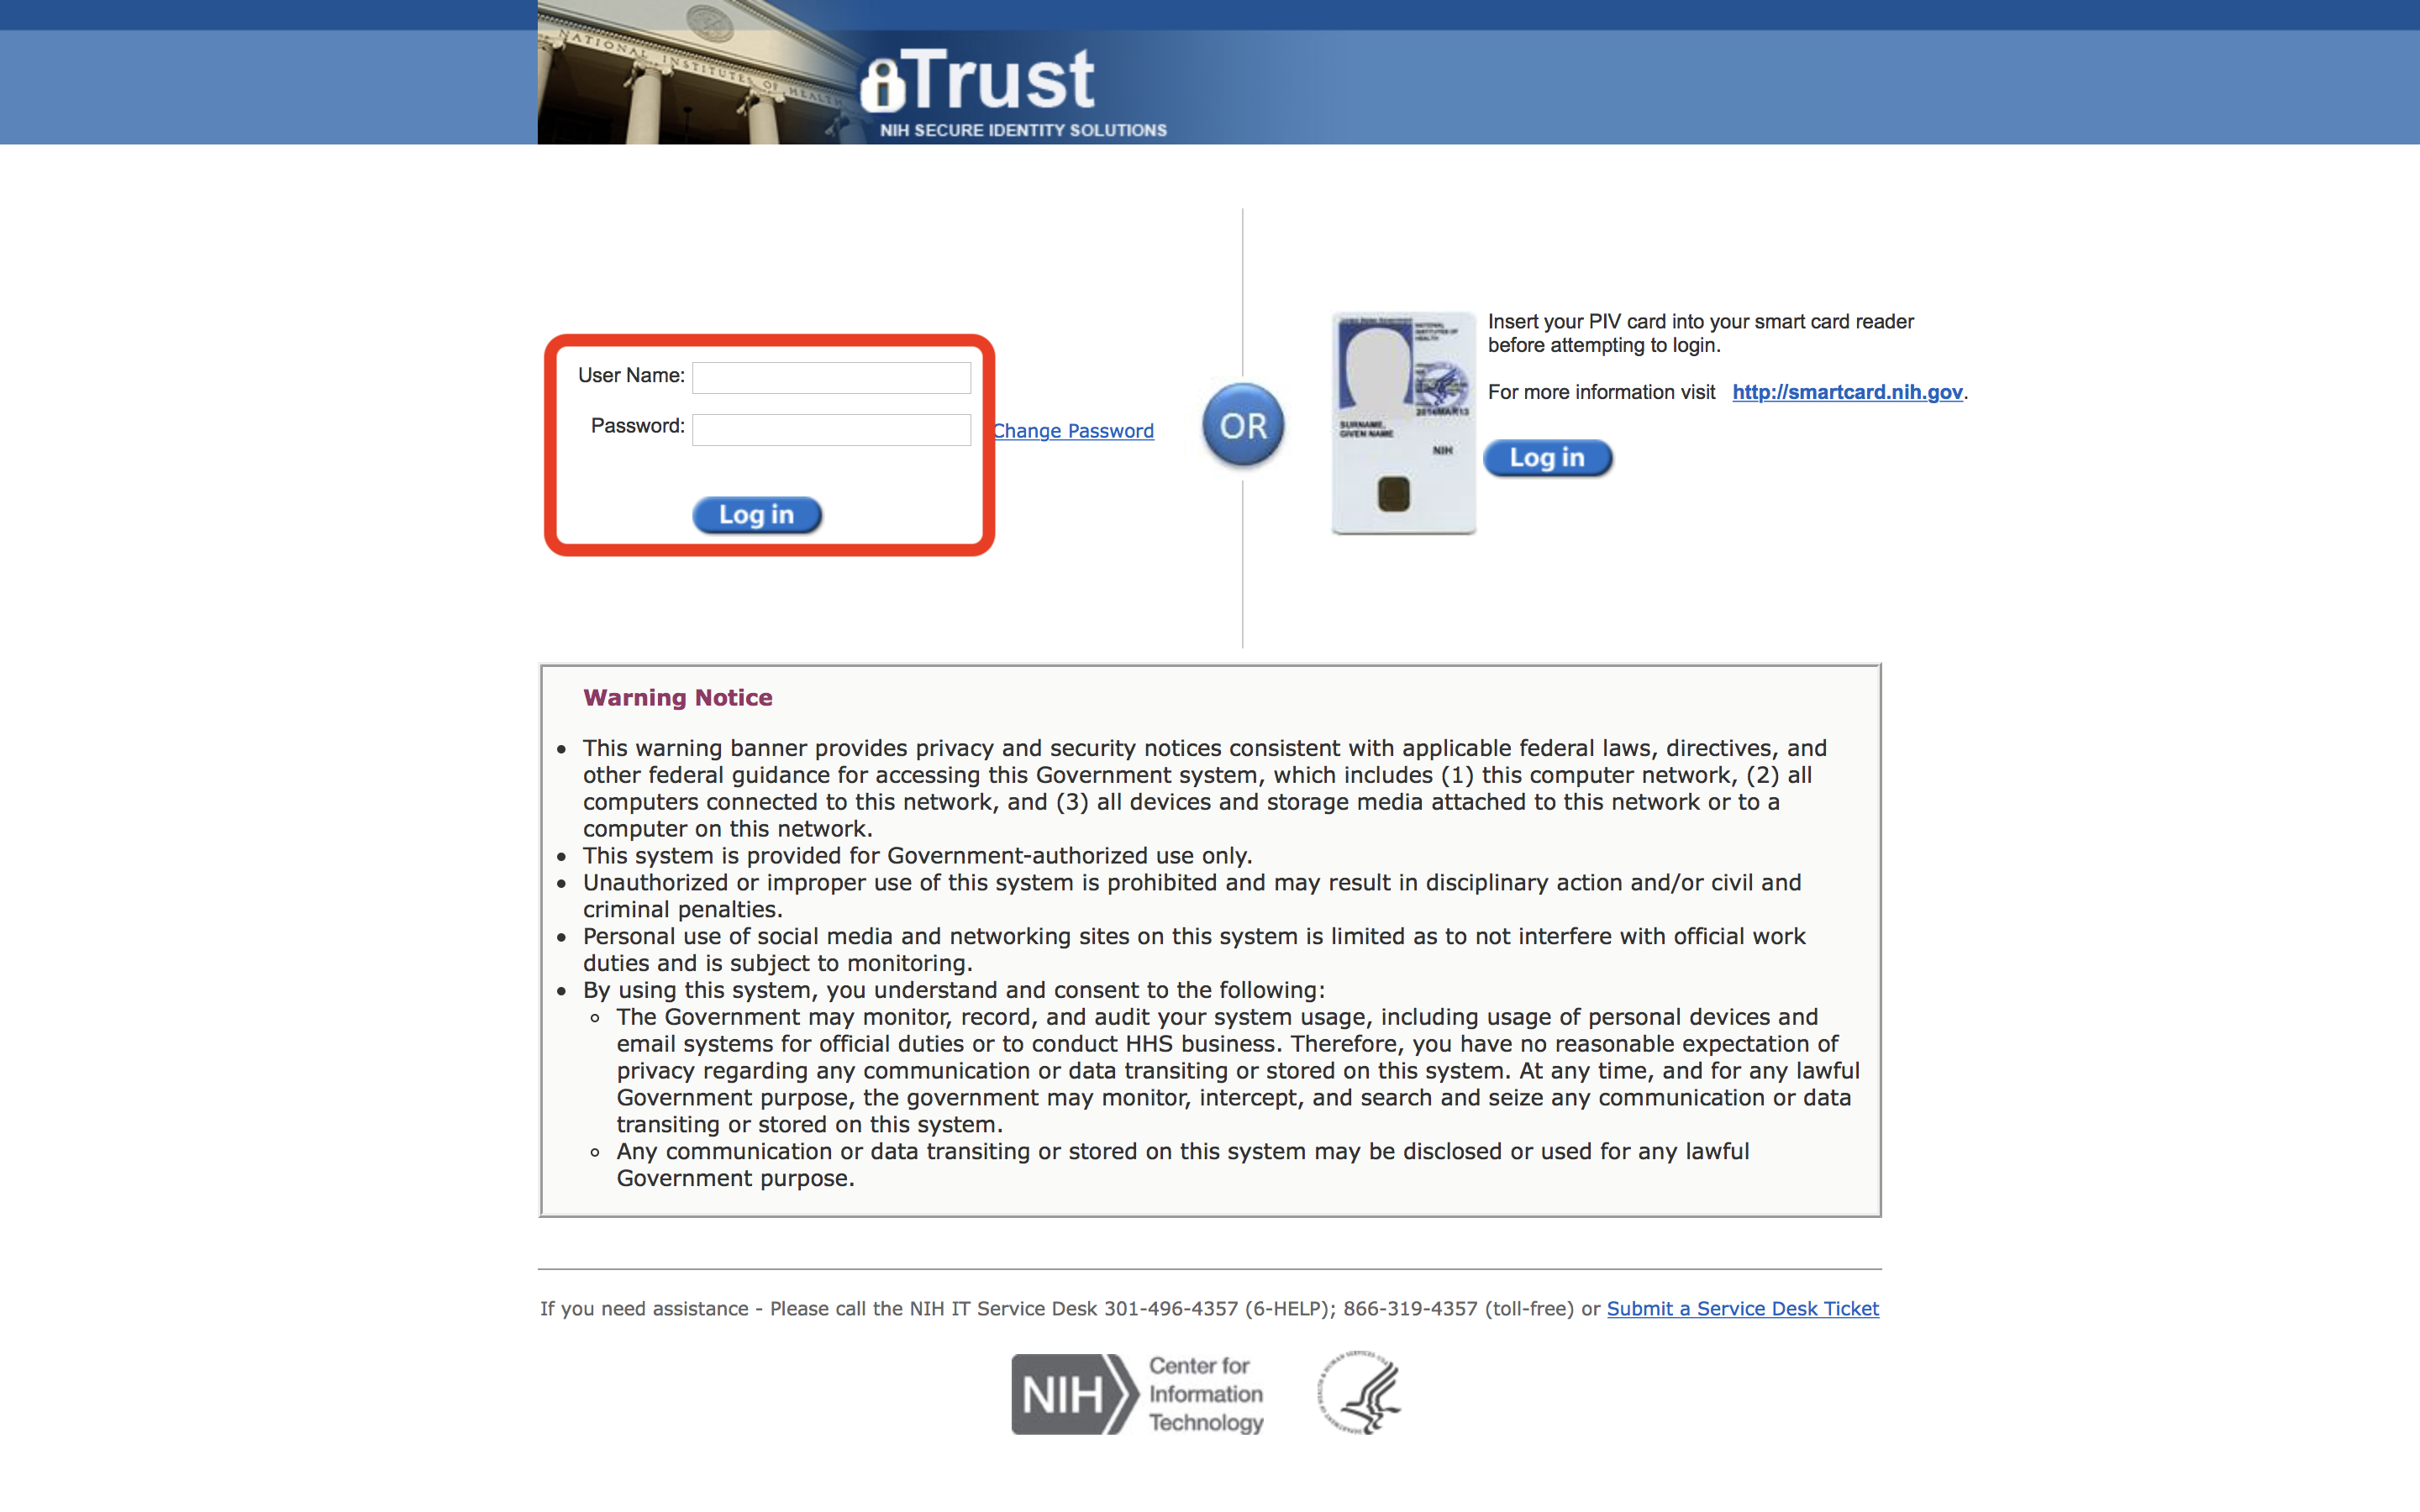 NATIONAL INSTITUTES OF HEALTH
iTrust
NIH SECURE IDENTITY SOLUTIONS
User Name:
Password:
Change Password
Log in
OR
NATIONAL
INSTITUTES OF
HEALTH
2014MAR13
SURNAME,
GIVEN NAME
NIH
Insert your PIV card into your smart card reader
before attempting to login.
For more information visit http://smartcard.nih.gov.
Log in
Warning Notice
• This warning banner provides privacy and security notices consistent with applicable federal laws, directives, and
other federal guidance for accessing this Government system, which includes (1) this computer network, (2) all
computers connected to this network, and (3) all devices and storage media attached to this network or to a
computer on this network.
• This system is provided for Government-authorized use only.
• Unauthorized or improper use of this system is prohibited and may result in disciplinary action and/or civil and
criminal penalties.
• Personal use of social media and networking sites on this system is limited as to not interfere with official work
duties and is subject to monitoring.
• By using this system, you understand and consent to the following:
◦ The Government may monitor, record, and audit your system usage, including usage of personal devices and
email systems for official duties or to conduct HHS business. Therefore, you have no reasonable expectation of
privacy regarding any communication or data transiting or stored on this system. At any time, and for any lawful
Government purpose, the government may monitor, intercept, and search and seize any communication or data
transiting or stored on this system.
◦ Any communication or data transiting or stored on this system may be disclosed or used for any lawful
Government purpose.
If you need assistance - Please call the NIH IT Service Desk 301-496-4357 (6-HELP); 866-319-4357 (toll-free) or Submit a Service Desk Ticket
NIH
Center for
Information
Technology